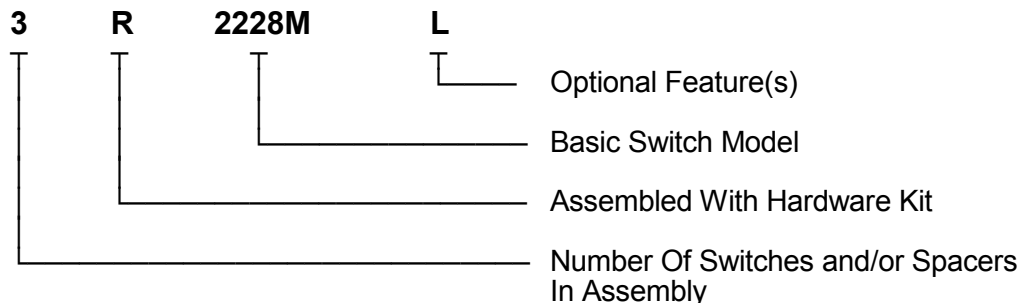 3 R 2228M L
Optional Feature(s)
Basic Switch Model
Assembled With Hardware Kit
Number Of Switches and/or Spacers
In Assembly